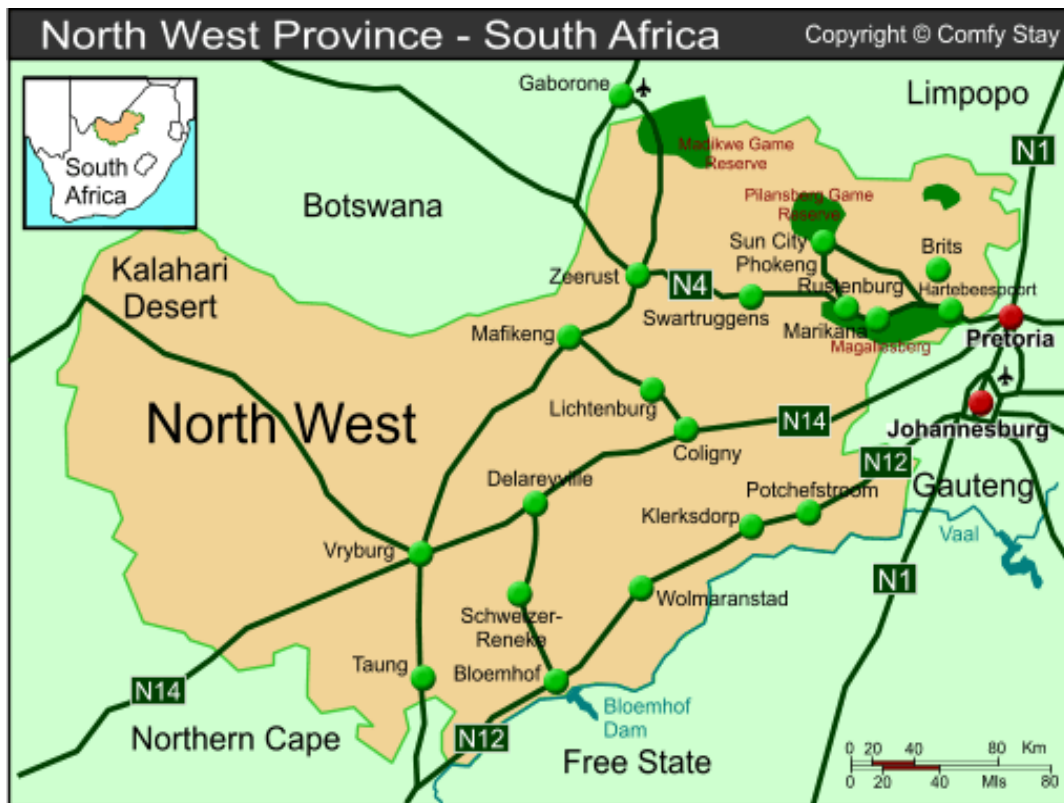 North West Province - South Africa
Copyright © Comfy Stay
Gaborone
Limpopo
Madikwe Game
Reserve
N1
South
Africa
Botswana
Pilansberg Game
Reserve
Sun City
Phokeng
Brits
Kalahari
Desert
Zeerust
N4
Rustenburg
Hartebeespoort
Swartruggens
Marikana
Magaliesberg
Pretoria
Mafikeng
Lichtenburg
Johannesburg
North West
N14
Coligny
N12
Delareyville
Potchefstroom
Gauteng
Klerksdorp
Vaal
Vryburg
N1
Wolmaranstad
Schweizer-
Reneke
Taung
Bloemhof
N14
Bloemhof
Dam
Northern Cape
N12
Free State
0 20 40 80 Km
0 20 40 Mls 80